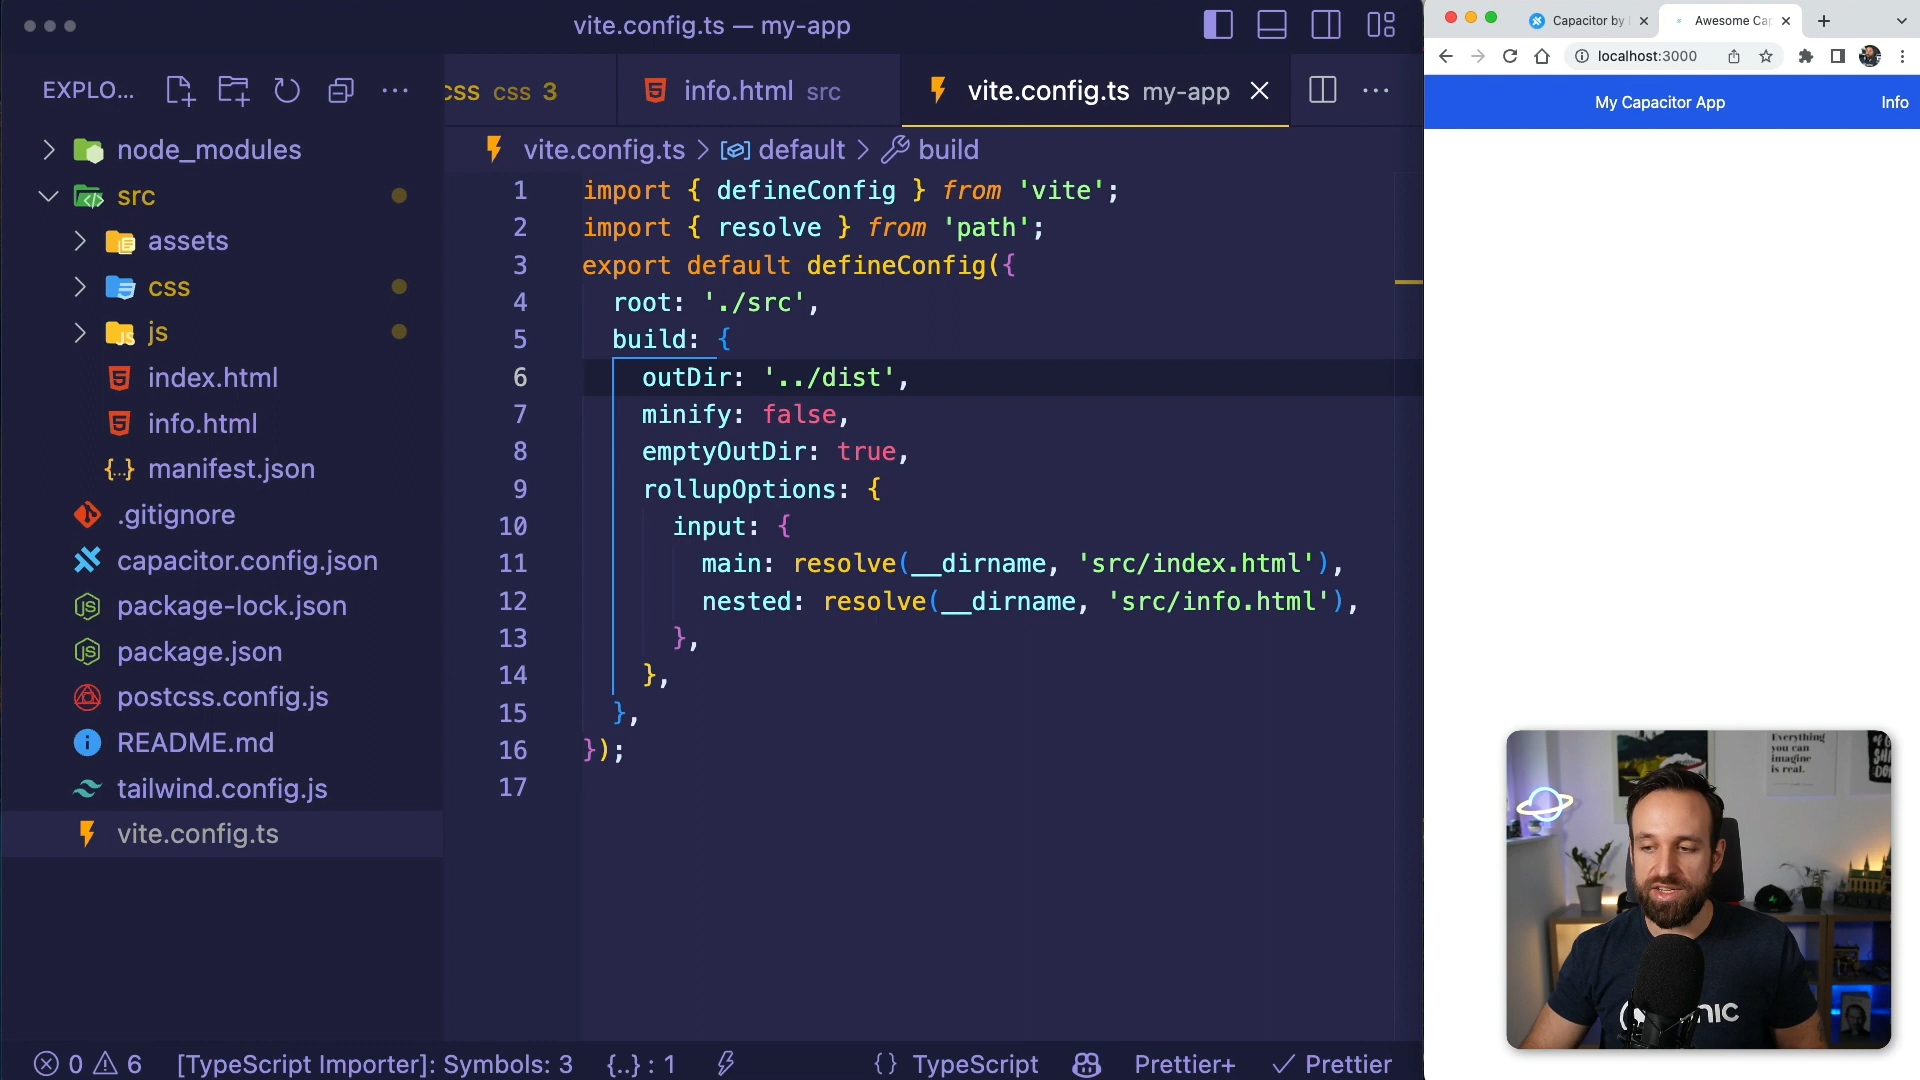 vite.config.ts — my-app
EXPLO...
css css 3
info.html src
vite.config.ts my-app
vite.config.ts > default > build
node_modules
src
assets
css
js
index.html
info.html
manifest.json
.gitignore
capacitor.config.json
package-lock.json
package.json
postcss.config.js
README.md
tailwind.config.js
vite.config.ts
1 import { defineConfig } from 'vite';
2 import { resolve } from 'path';
3 export default defineConfig({
4 root: './src',
5 build: {
6 outDir: '../dist',
7 minify: false,
8 emptyOutDir: true,
9 rollupOptions: {
10 input: {
11 main: resolve(__dirname, 'src/index.html'),
12 nested: resolve(__dirname, 'src/info.html'),
13 },
14 },
15 },
16 });
17
0 6 [TypeScript Importer]: Symbols: 3 {..} : 1
{} TypeScript Prettier+ Prettier
Capacitor by
Awesome Ca
localhost:3000
My Capacitor App
Info
Everything
you can
imagine
is real.